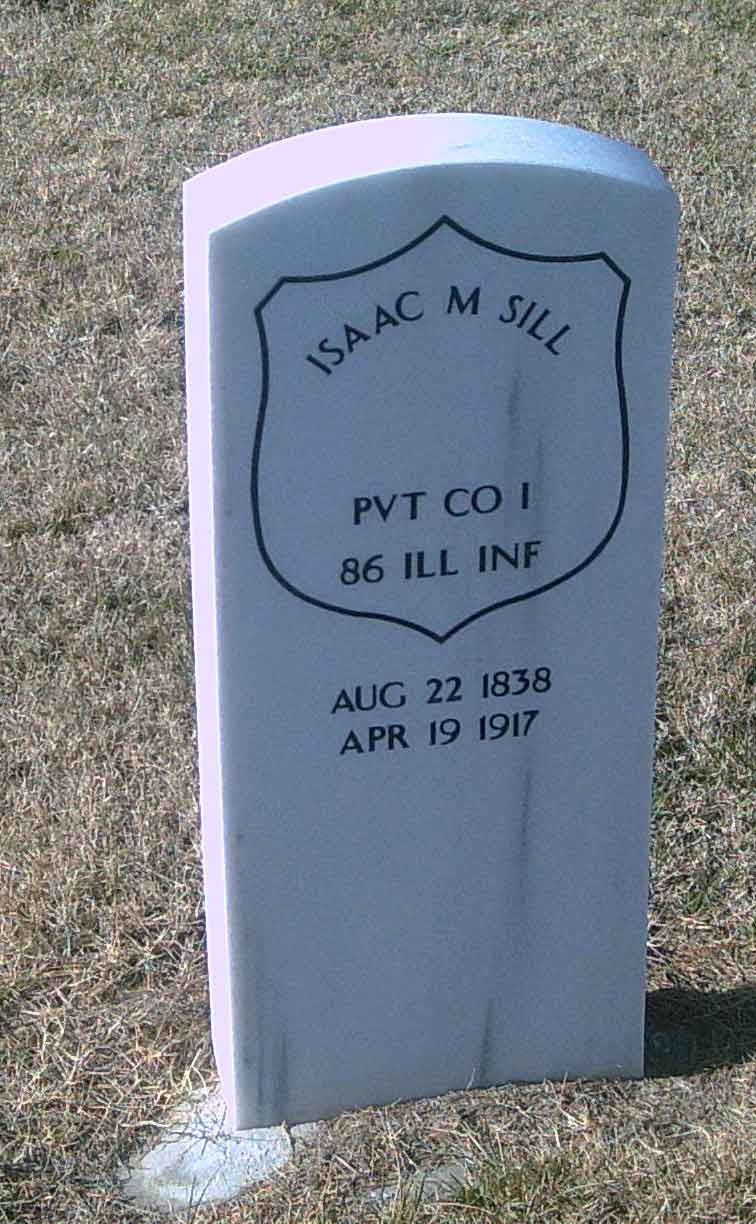 ISAAC M SILL
PVT CO I
86 ILL INF
AUG 22 1838
APR 19 1917